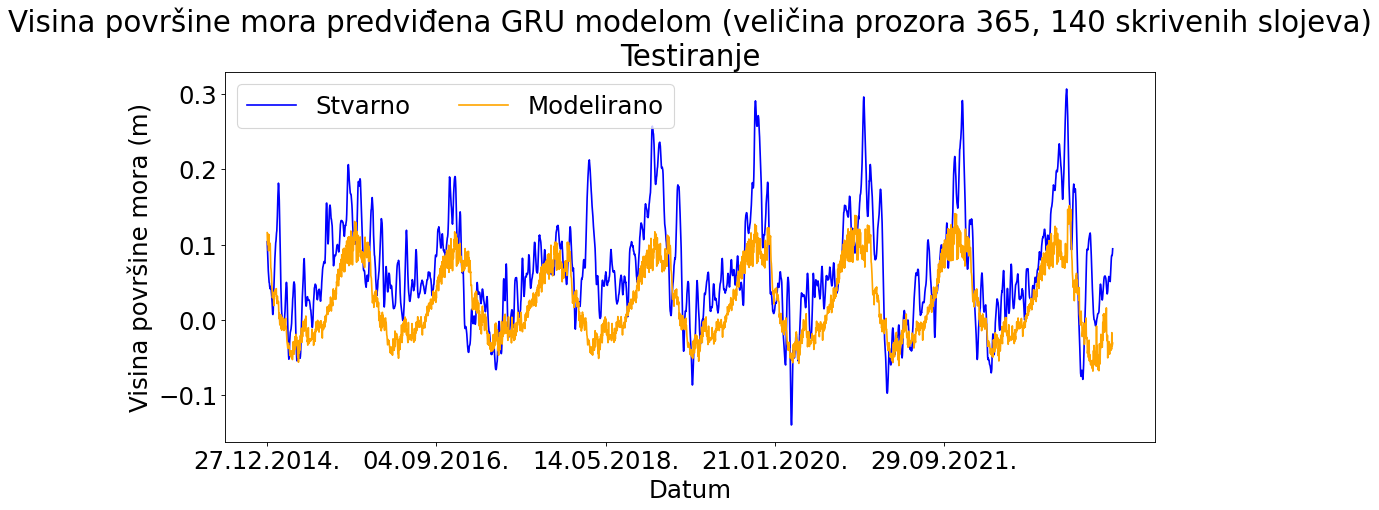 Visina površine mora predviđena GRU modelom (veličina prozora 365, 140 skrivenih slojeva)
Testiranje
Stvarno Modelirano
Visina površine mora (m)
0.3
0.2
0.1
0.0
−0.1
27.12.2014. 04.09.2016. 14.05.2018. 21.01.2020. 29.09.2021.
Datum